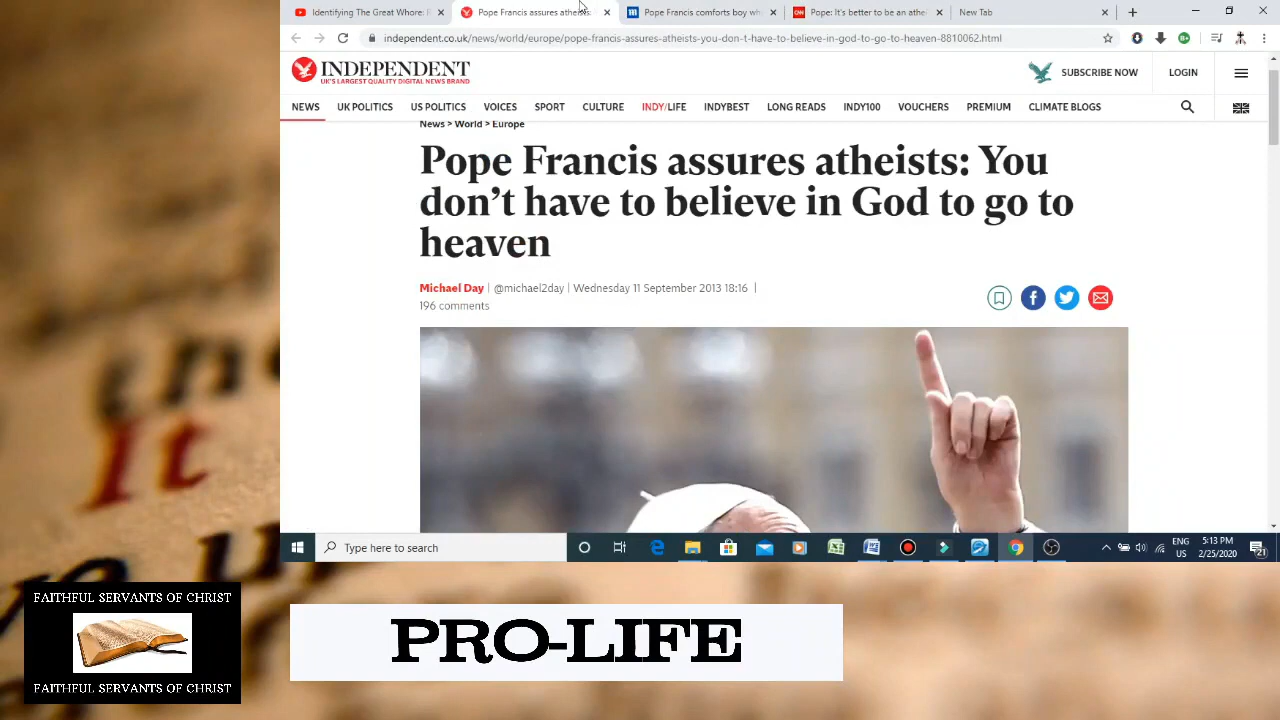 Identifying The Great Whore:
Pope Francis assures atheists:
Pope Francis comforts boy wh
Pope: It's better to be an athe
New Tab
independent.co.uk/news/world/europe/pope-francis-assures-atheists-you-don-t-have-to-believe-in-god-to-go-to-heaven-8810062.html
INDEPENDENT
UK'S LARGEST QUALITY DIGITAL NEWS BRAND
SUBSCRIBE NOW
LOGIN
NEWS UK POLITICS US POLITICS VOICES SPORT CULTURE INDY/LIFE INDYBEST LONG READS INDY100 VOUCHERS PREMIUM CLIMATE BLOGS
News > World > Europe
Pope Francis assures atheists: You
don't have to believe in God to go to
heaven
Michael Day | @michael2day | Wednesday 11 September 2013 18:16 |
196 comments
It
Type here to search
ENG
US
5:13 PM
2/25/2020
21
FAITHFUL SERVANTS OF CHRIST
FAITHFUL SERVANTS OF CHRIST
PRO-LIFE